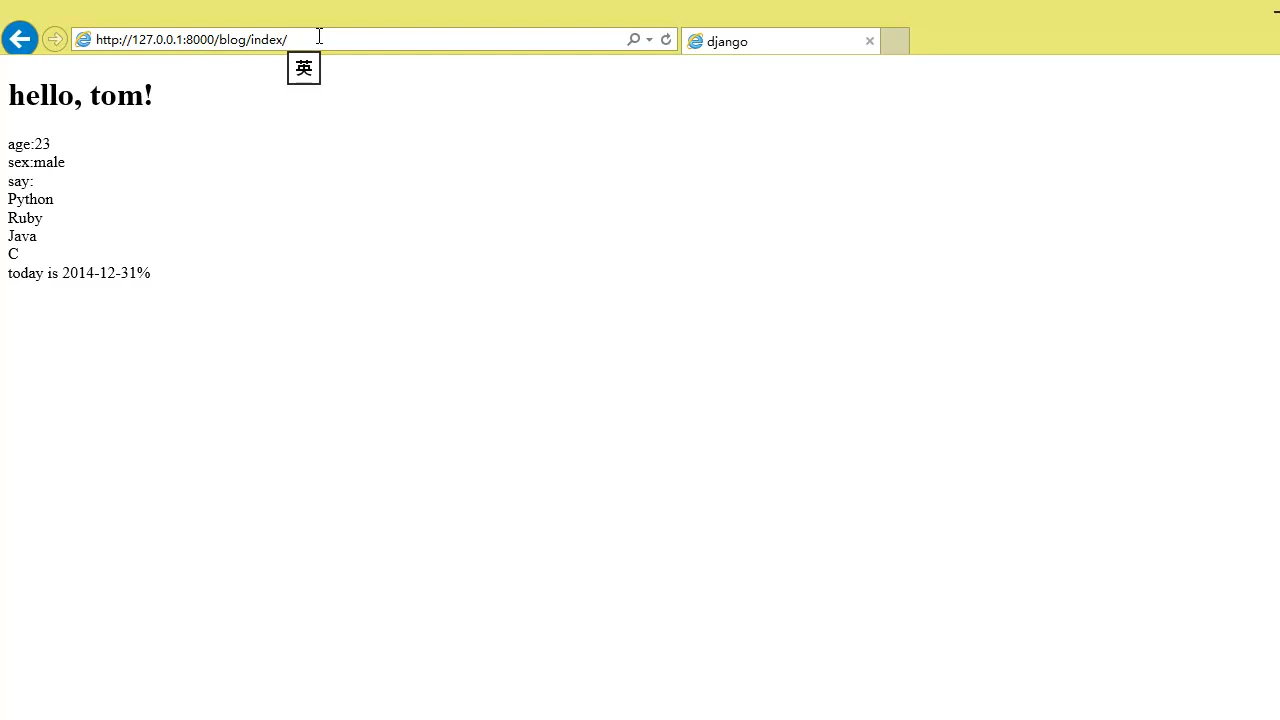 http://127.0.0.1:8000/blog/index/
django
英
hello, tom!
age:23
sex:male
say:
Python
Ruby
Java
C
today is 2014-12-31%